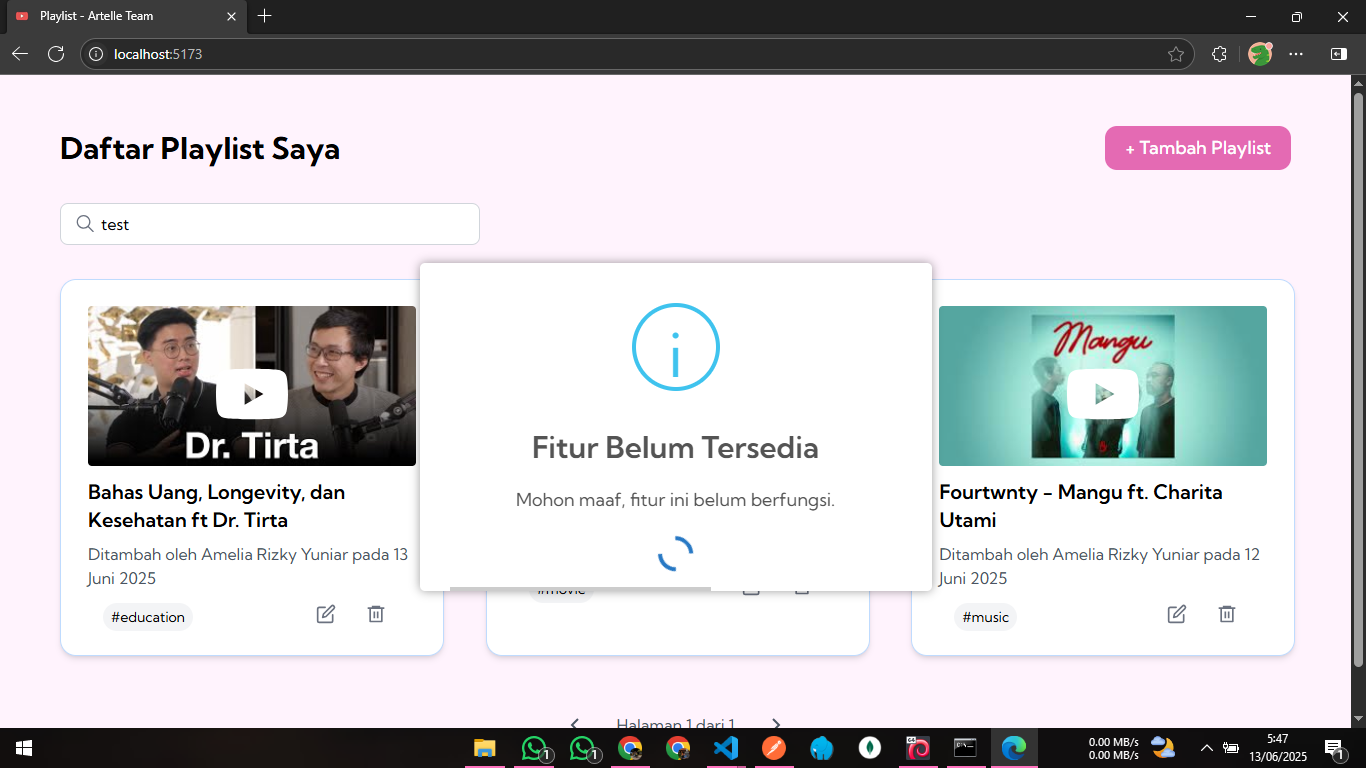 Playlist - Artelle Team
localhost:5173
Daftar Playlist Saya
+ Tambah Playlist
test
Dr. Tirta
Bahas Uang, Longevity, dan
Kesehatan ft Dr. Tirta
Ditambah oleh Amelia Rizky Yuniar pada 13
Juni 2025
#education
Fitur Belum Tersedia
Mohon maaf, fitur ini belum berfungsi.
#movie
Mangu
Fourtwnty - Mangu ft. Charita
Utami
Ditambah oleh Amelia Rizky Yuniar pada 12
Juni 2025
#music
Halaman 1 dari 1
1
1
0.00 MB/s
0.00 MB/s
5:47
13/06/2025
1